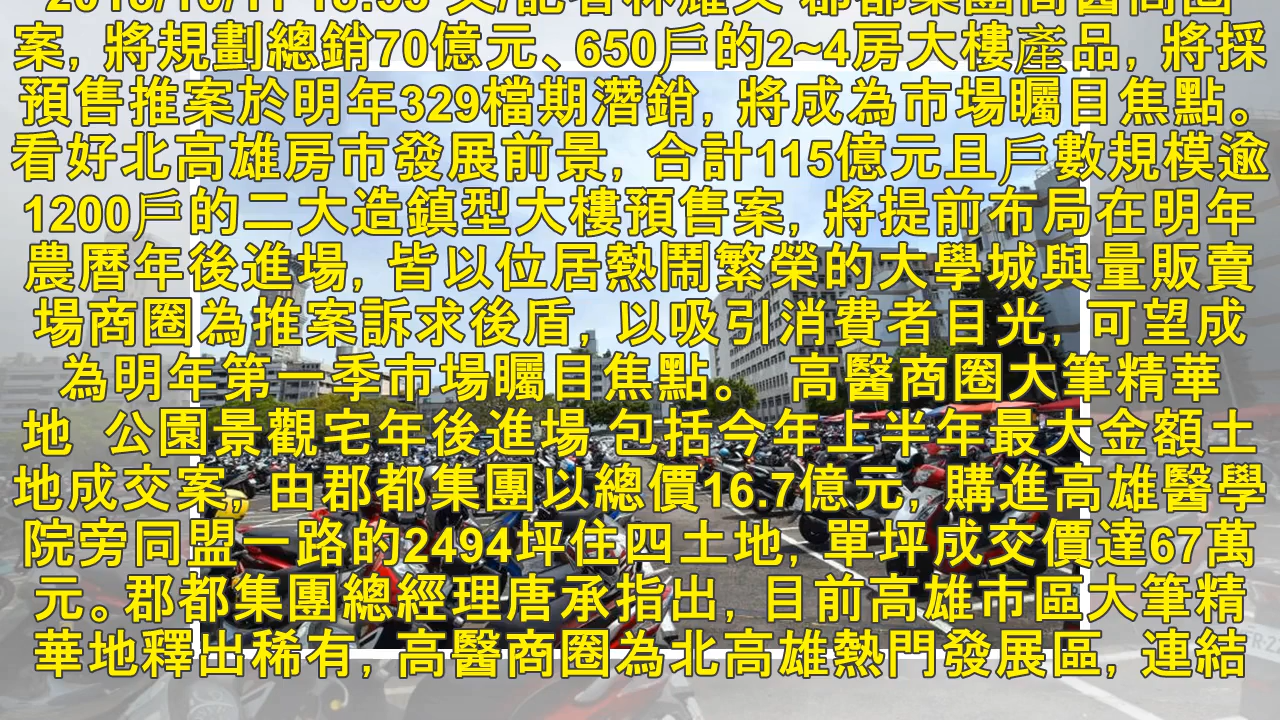 案，將規劃總銷70億元、650戶的2~4房大樓產品，將採
預售推案於明年329檔期潛銷，將成為市場矚目焦點。
看好北高雄房市發展前景，合計115億元且戶數規模逾
1200戶的二大造鎮型大樓預售案，將提前布局在明年
農曆年後進場，皆以位居熱鬧繁榮的大學城與量販賣
場商圈為推案訴求後盾，以吸引消費者目光，可望成
為明年第一季市場矚目焦點。 高醫商圈大筆精華
地 公園景觀宅年後進場 包括今年上半年最大金額土
地成交案，由郡都集團以總價16.7億元，購進高雄醫學
院旁同盟一路的2494坪住四土地，單坪成交價達67萬
元。郡都集團總經理唐承指出，目前高雄市區大筆精
華地釋出稀有，高醫商圈為北高雄熱門發展區，連結